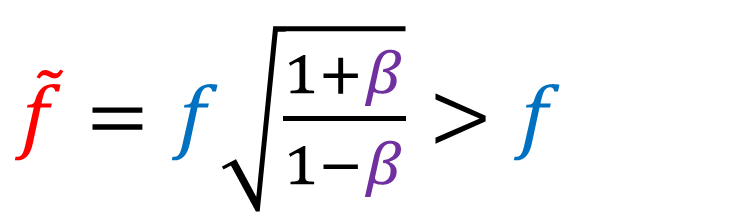 f̃ = f √((1+β)/(1−β)) > f